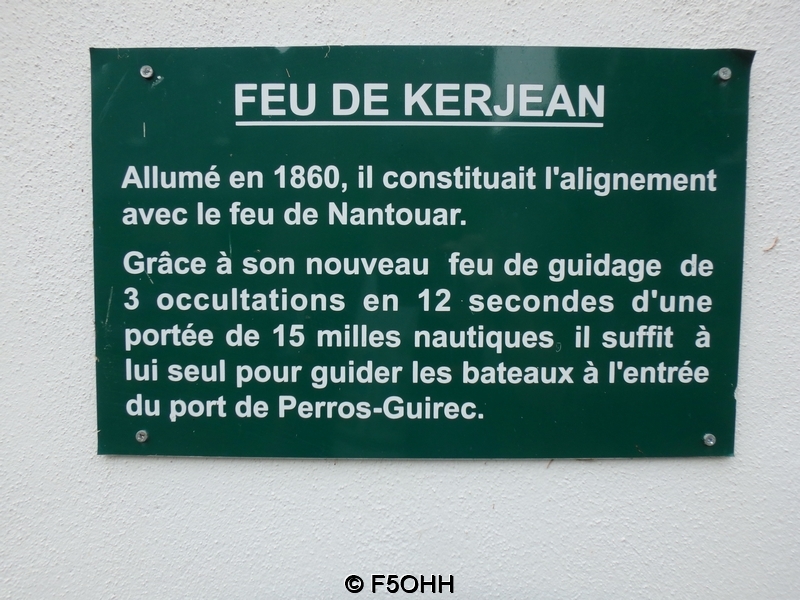 FEU DE KERJEAN
Allumé en 1860, il constituait l'alignement
avec le feu de Nantouar.
Grâce à son nouveau feu de guidage de
3 occultations en 12 secondes d'une
portée de 15 milles nautiques, il suffit à
lui seul pour guider les bateaux à l'entrée
du port de Perros-Guirec.
© F5OHH